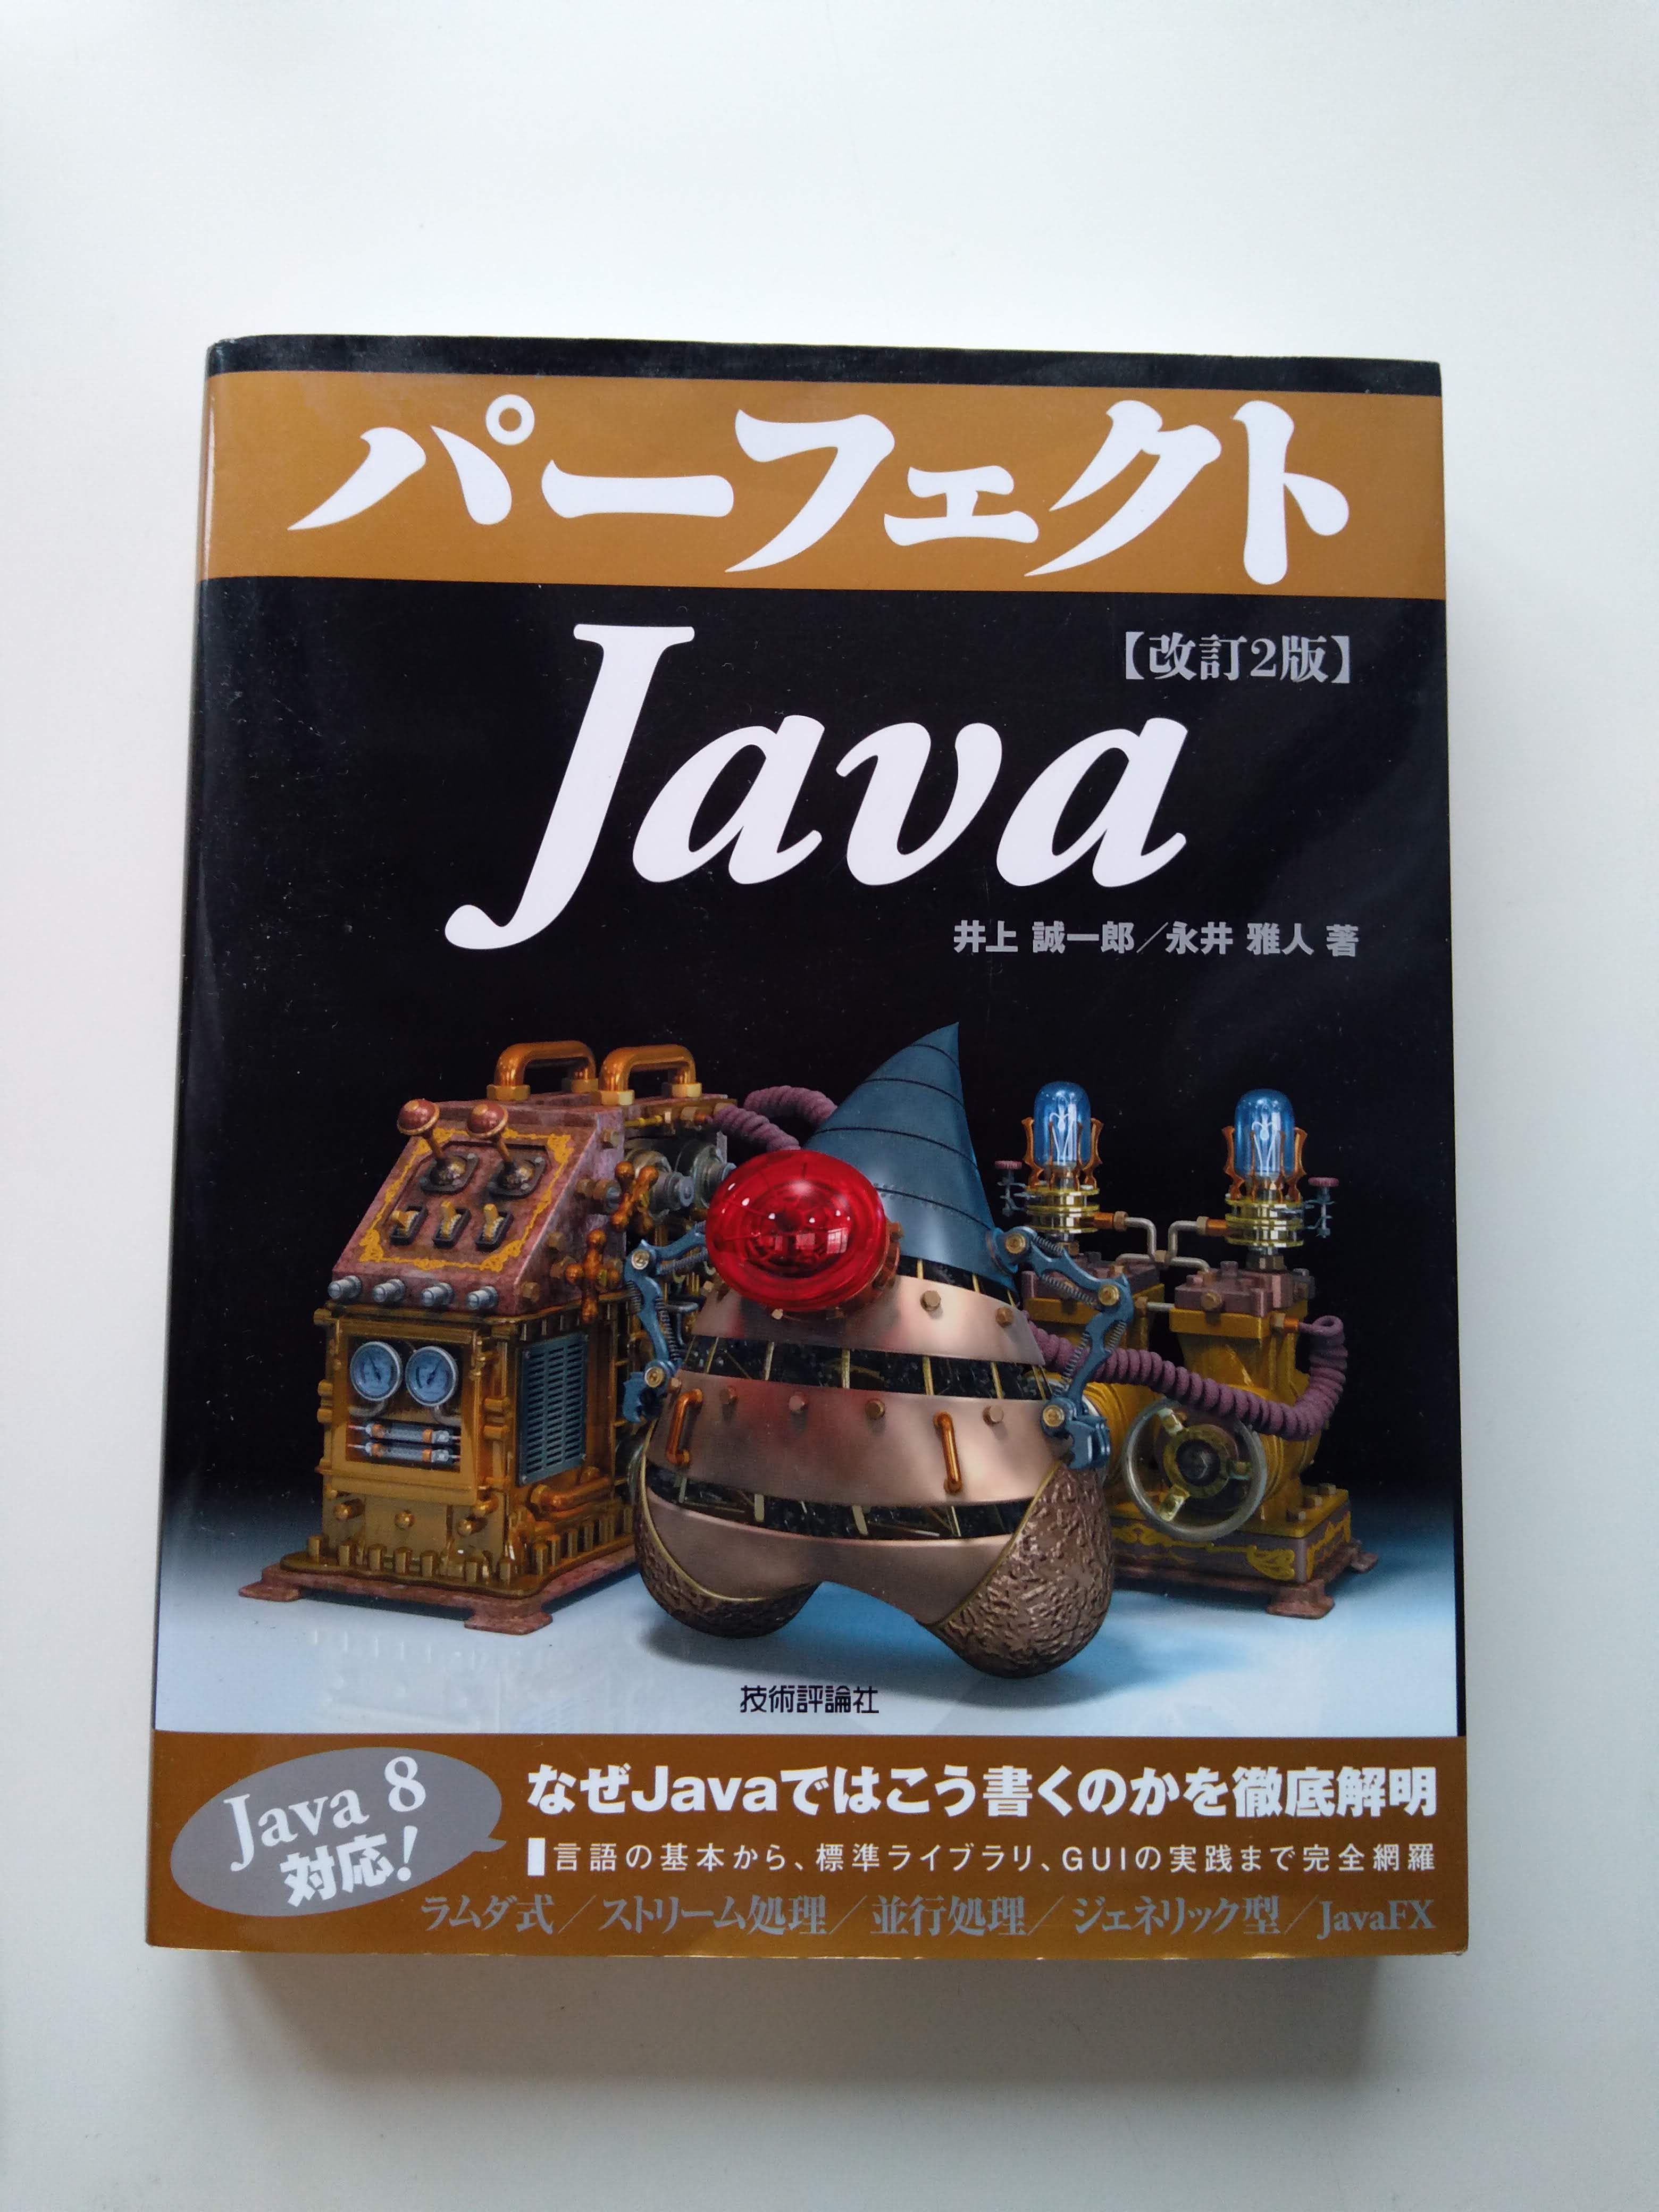 パーフェクト
【改訂2版】
Java
井上 誠一郎／永井 雅人 著
技術評論社
Java 8
対応!
なぜJavaではこう書くのかを徹底解明
言語の基本から、標準ライブラリ、GUIの実践まで完全網羅
ラムダ式／ストリーム処理／並行処理／ジェネリック型／JavaFX